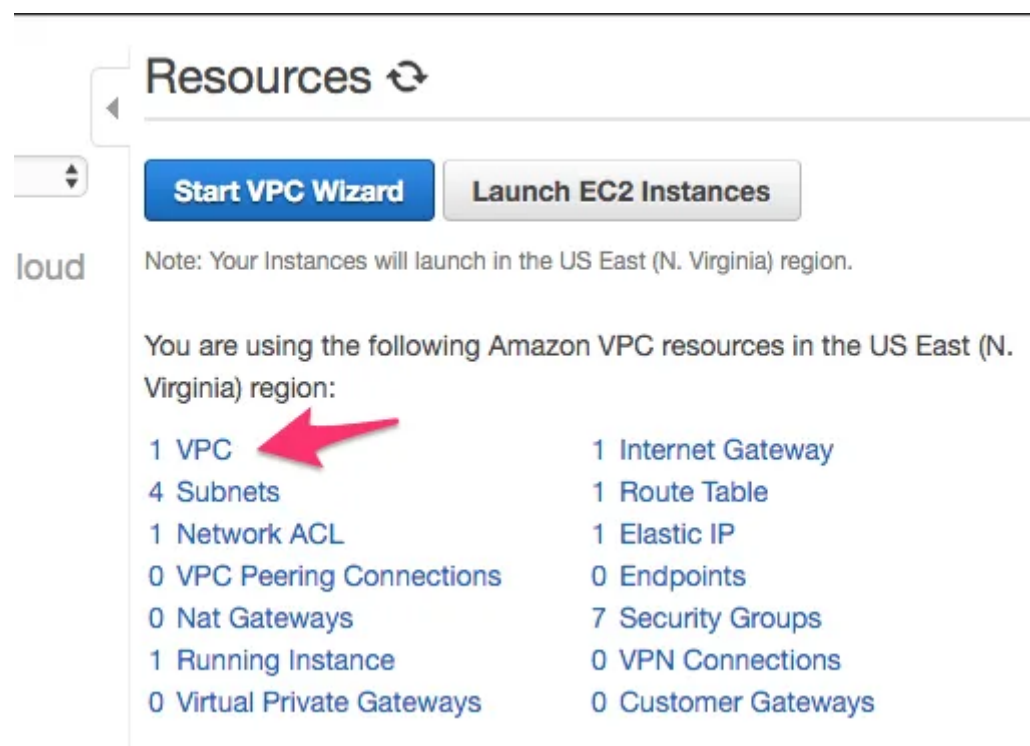 Resources
Start VPC Wizard
Launch EC2 Instances
loud
Note: Your Instances will launch in the US East (N. Virginia) region.
You are using the following Amazon VPC resources in the US East (N.
Virginia) region:
1 VPC
4 Subnets
1 Network ACL
0 VPC Peering Connections
0 Nat Gateways
1 Running Instance
0 Virtual Private Gateways
1 Internet Gateway
1 Route Table
1 Elastic IP
0 Endpoints
7 Security Groups
0 VPN Connections
0 Customer Gateways